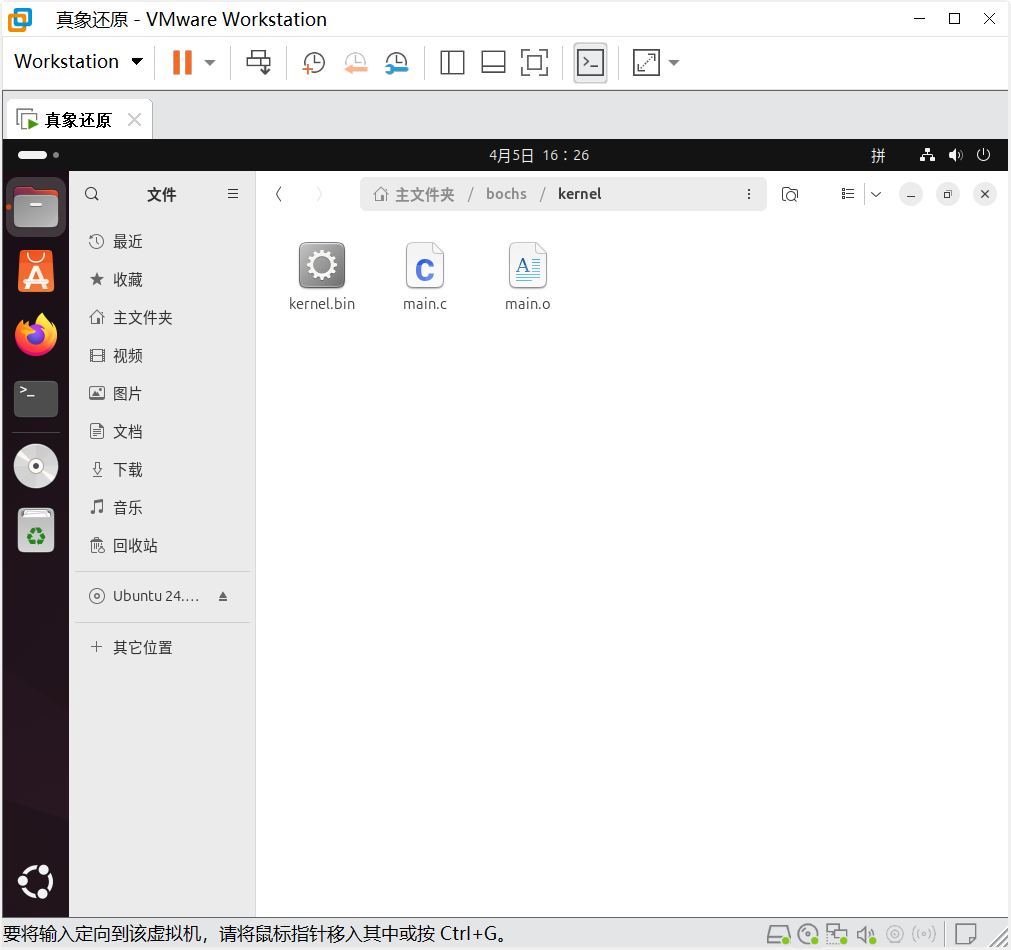 真象还原 - VMware Workstation
Workstation
真象还原
4月5日 16：26
拼
文件
主文件夹 / bochs / kernel
最近
收藏
主文件夹
视频
图片
文档
下载
音乐
回收站
Ubuntu 24.…
其它位置
kernel.bin
main.c
main.o
要将输入定向到该虚拟机，请将鼠标指针移入其中或按 Ctrl+G。